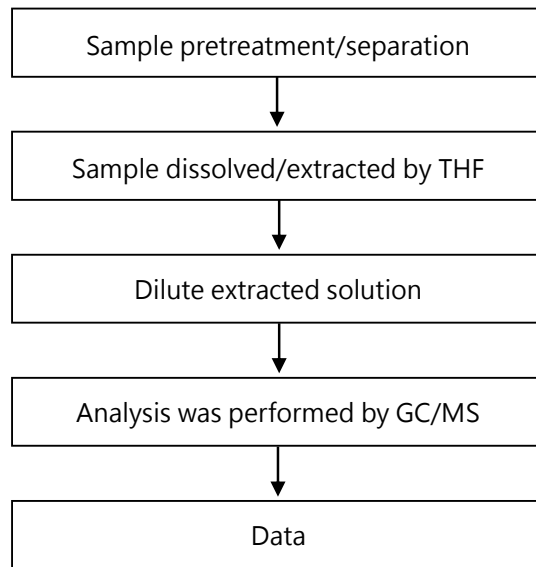 Sample pretreatment/separation
Sample dissolved/extracted by THF
Dilute extracted solution
Analysis was performed by GC/MS
Data